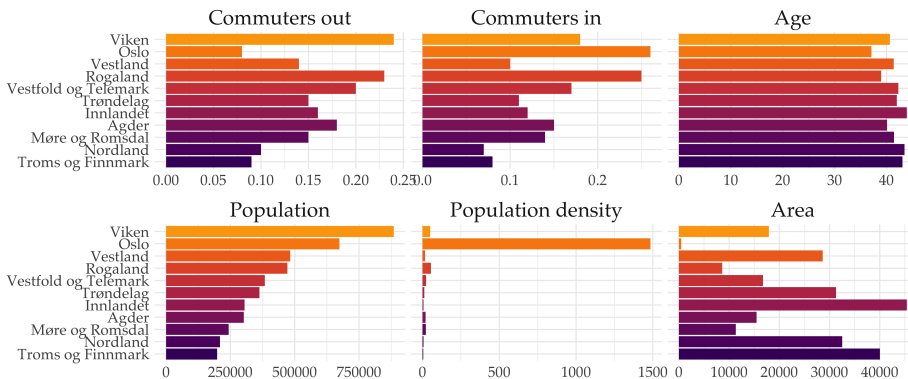 Commuters out Commuters in Age
Viken
Oslo
Vestland
Rogaland
Vestfold og Telemark
Trøndelag
Innlandet
Agder
Møre og Romsdal
Nordland
Troms og Finnmark
0.00 0.05 0.10 0.15 0.20 0.25 0.0 0.1 0.2 0 10 20 30 40
Population Population density Area
Viken
Oslo
Vestland
Rogaland
Vestfold og Telemark
Trøndelag
Innlandet
Agder
Møre og Romsdal
Nordland
Troms og Finnmark
0 250000 500000 750000 0 500 1000 1500 0 10000 20000 30000 40000